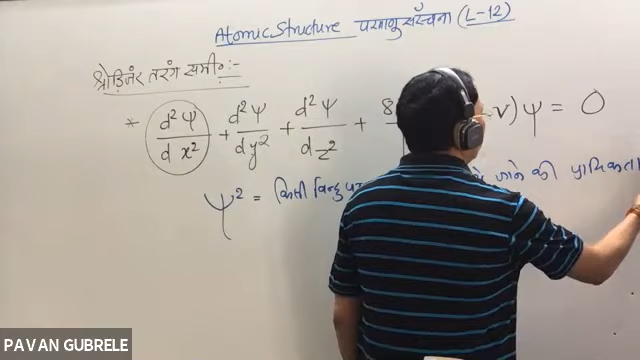 Atomic Structure परमाणु संरचना (L-12)
श्रोडिंजर तरंग समी०:-
* d²Ψ/dx² + d²Ψ/dy² + d²Ψ/dz² + 8 -V)Ψ = 0
Ψ² = किसी बिन्दु जाने की प्रायिकता
PAVAN GUBRELE